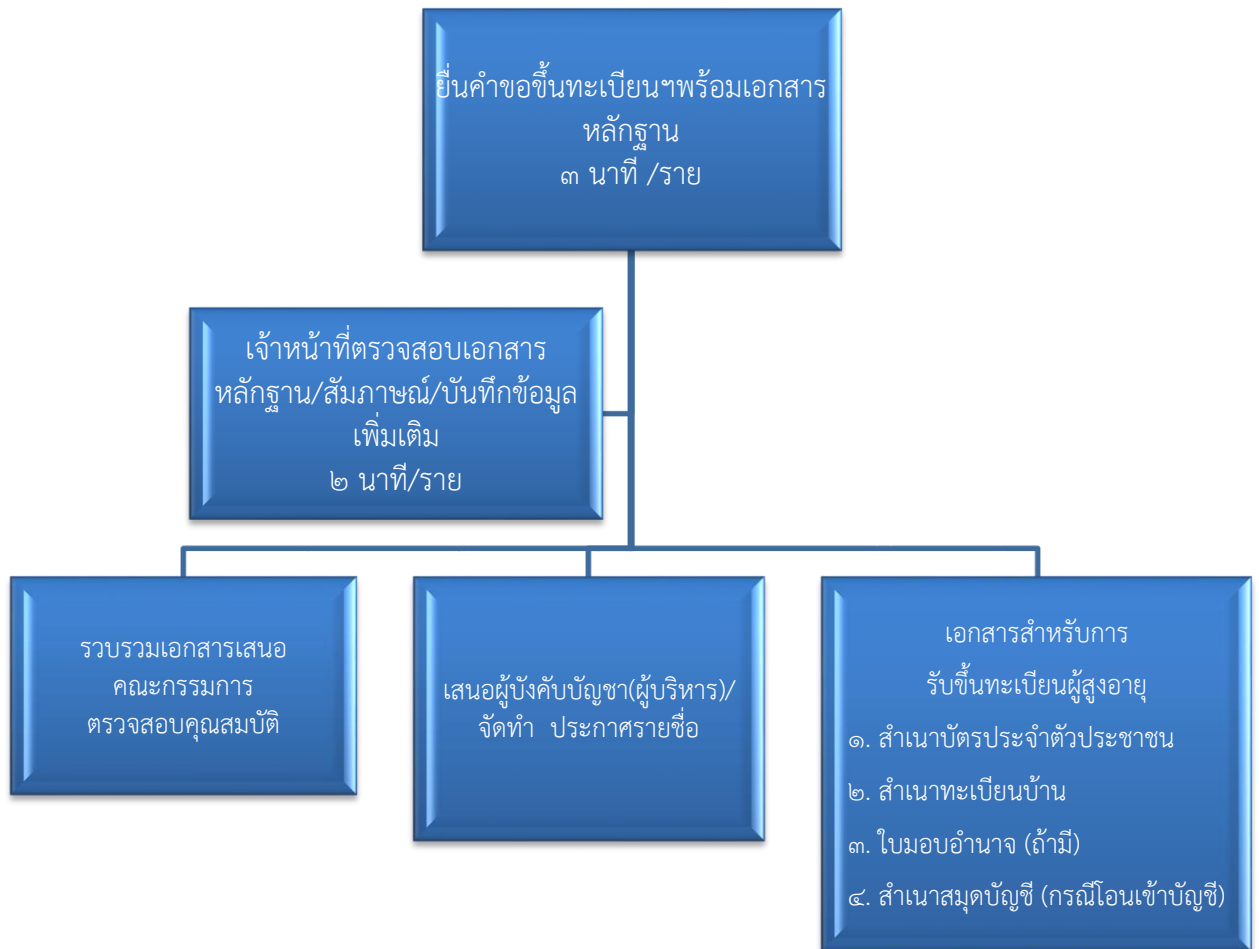 ยื่นคำขอขึ้นทะเบียนฯพร้อมเอกสาร
หลักฐาน
๓ นาที /ราย
เจ้าหน้าที่ตรวจสอบเอกสาร
หลักฐาน/สัมภาษณ์/บันทึกข้อมูล
เพิ่มเติม
๒ นาที/ราย
รวบรวมเอกสารเสนอ
คณะกรรมการ
ตรวจสอบคุณสมบัติ
เสนอผู้บังคับบัญชา(ผู้บริหาร)/
จัดทำ ประกาศรายชื่อ
เอกสารสำหรับการ
รับขึ้นทะเบียนผู้สูงอายุ
๑. สำเนาบัตรประจำตัวประชาชน
๒. สำเนาทะเบียนบ้าน
๓. ใบมอบอำนาจ (ถ้ามี)
๔. สำเนาสมุดบัญชี (กรณีโอนเข้าบัญชี)